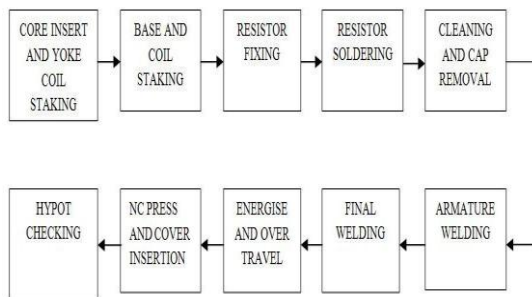 CORE INSERT
AND YOKE
COIL
STAKING
BASE AND
COIL
STAKING
RESISTOR
FIXING
RESISTOR
SOLDERING
CLEANING
AND CAP
REMOVAL
ARMATURE
WELDING
FINAL
WELDING
ENERGISE
AND OVER
TRAVEL
NC PRESS
AND COVER
INSERTION
HYPOT
CHECKING